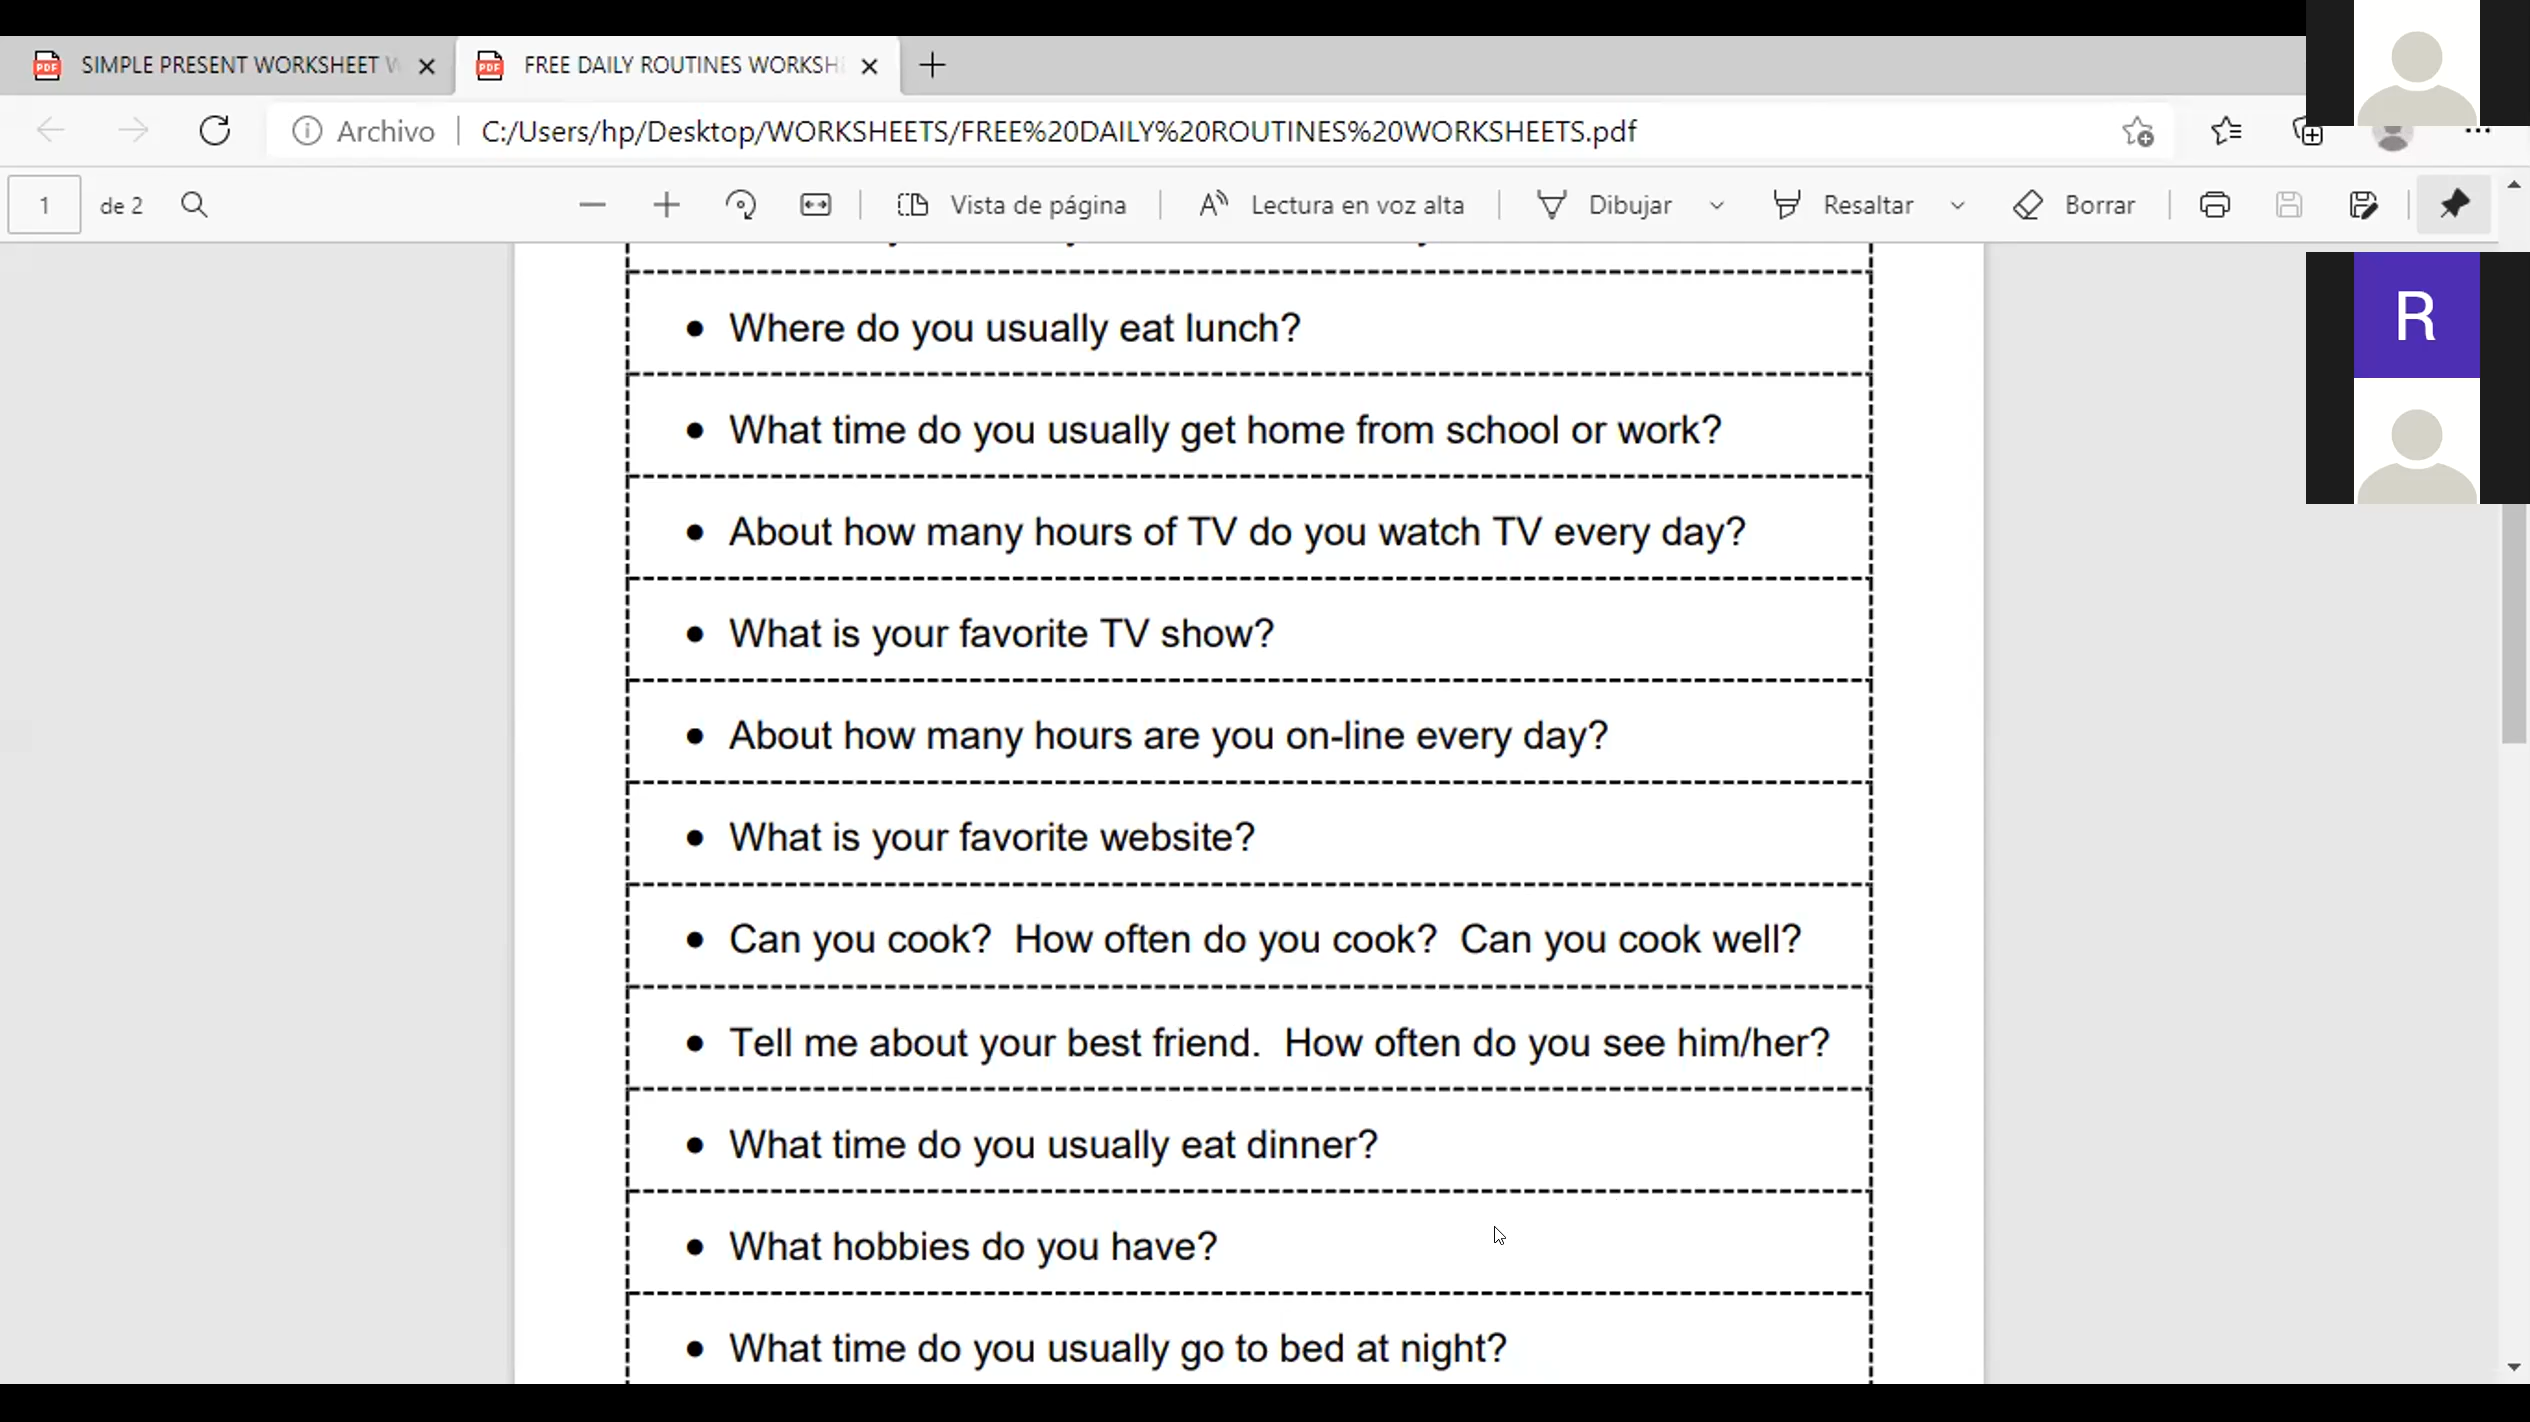 SIMPLE PRESENT WORKSHEET
FREE DAILY ROUTINES WORKSH
Archivo
C:/Users/hp/Desktop/WORKSHEETS/FREE%20DAILY%20ROUTINES%20WORKSHEETS.pdf
1 de 2 Vista de página Lectura en voz alta Dibujar Resaltar Borrar
R
• Where do you usually eat lunch?
• What time do you usually get home from school or work?
• About how many hours of TV do you watch TV every day?
• What is your favorite TV show?
• About how many hours are you on-line every day?
• What is your favorite website?
• Can you cook?  How often do you cook?  Can you cook well?
• Tell me about your best friend.  How often do you see him/her?
• What time do you usually eat dinner?
• What hobbies do you have?
• What time do you usually go to bed at night?